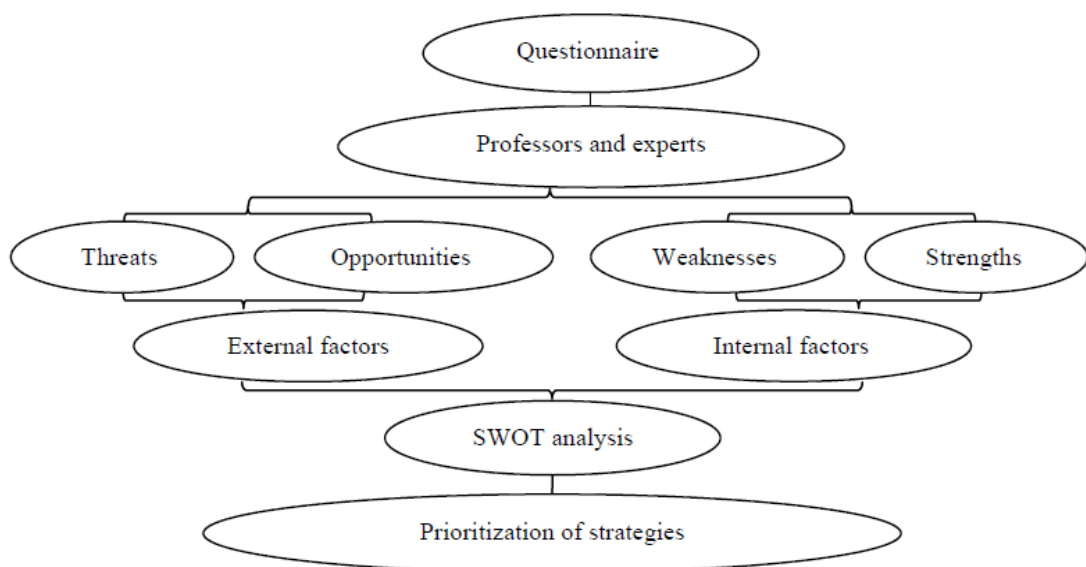 Questionnaire
Professors and experts
Threats
Opportunities
Weaknesses
Strengths
External factors
Internal factors
SWOT analysis
Prioritization of strategies